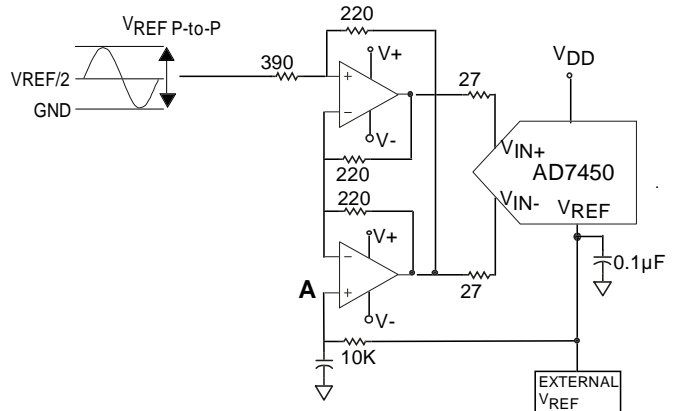 VREF P-to-P
VREF/2
GND
390
220
V+
+
−
V-
220
220
27
VDD
VIN+
AD7450
VIN-
VREF
V+
−
A
+
V-
27
0.1µF
10K
EXTERNAL
VREF